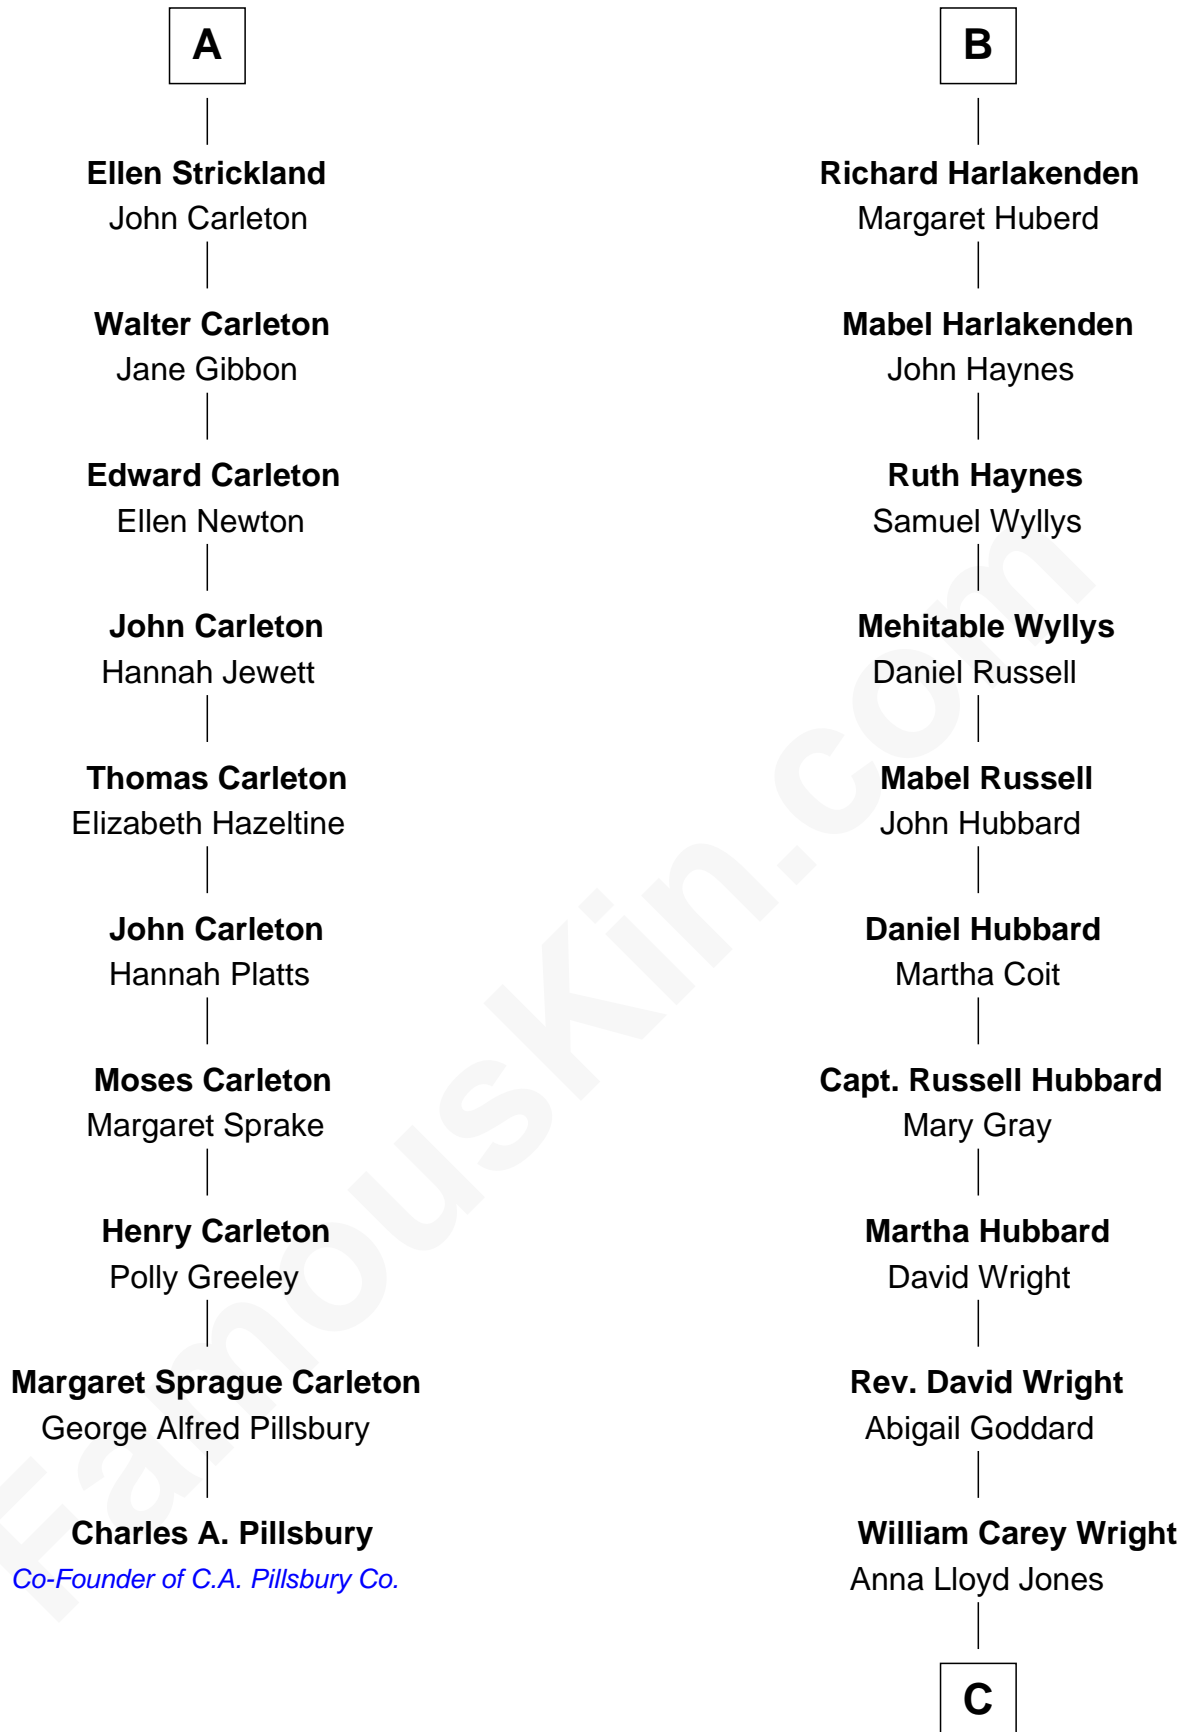 A
Ellen Strickland
John Carleton
Walter Carleton
Jane Gibbon
Edward Carleton
Ellen Newton
John Carleton
Hannah Jewett
Thomas Carleton
Elizabeth Hazeltine
John Carleton
Hannah Platts
Moses Carleton
Margaret Sprake
Henry Carleton
Polly Greeley
Margaret Sprague Carleton
George Alfred Pillsbury
Charles A. Pillsbury
Co-Founder of C.A. Pillsbury Co.
B
Richard Harlakenden
Margaret Huberd
Mabel Harlakenden
John Haynes
Ruth Haynes
Samuel Wyllys
Mehitable Wyllys
Daniel Russell
Mabel Russell
John Hubbard
Daniel Hubbard
Martha Coit
Capt. Russell Hubbard
Mary Gray
Martha Hubbard
David Wright
Rev. David Wright
Abigail Goddard
William Carey Wright
Anna Lloyd Jones
C
FamousKin.com